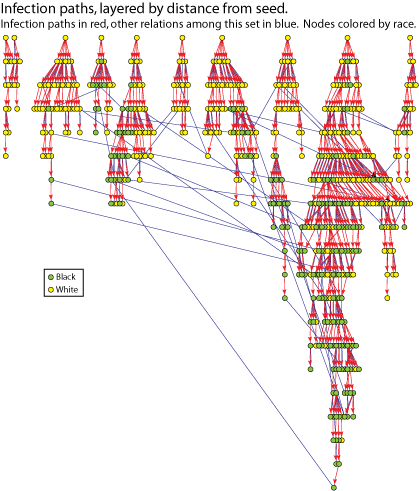 Infection paths, layered by distance from seed.
Infection paths in red, other relations among this set in blue. Nodes colored by race.
Black
White